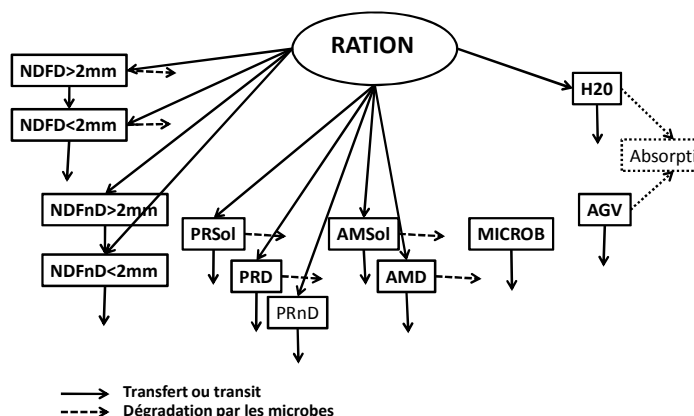 RATION
NDFD>2mm
H20
NDFD<2mm
Absorpti
NDFnD>2mm
AGV
PRSol
AMSol
MICROB
NDFnD<2mm
PRD
AMD
PRnD
Transfert ou transit
Dégradation par les microbes